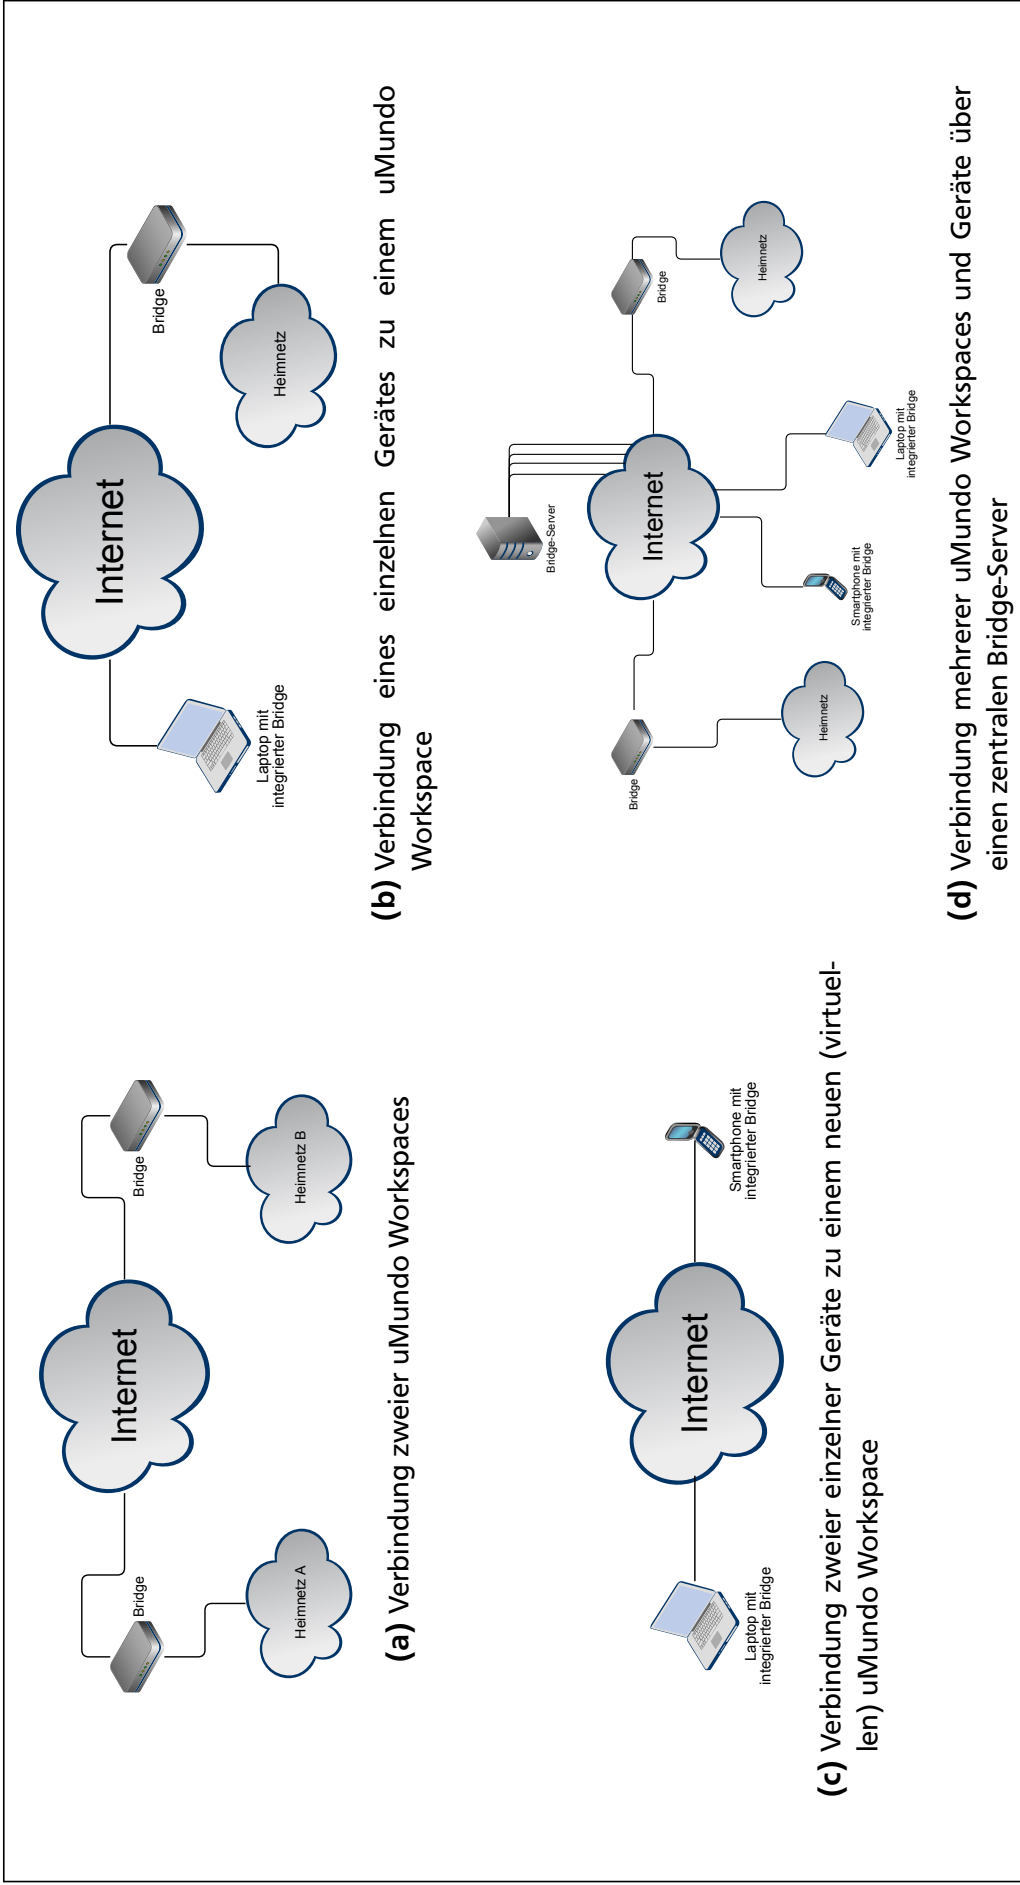 Internet
Bridge
Bridge
Heimnetz A
Heimnetz B
(a) Verbindung zweier uMundo Workspaces
Internet
Laptop mit
integrierter Bridge
Bridge
Heimnetz
(b) Verbindung eines einzelnen Gerätes zu einem uMundo
Workspace
Internet
Laptop mit
integrierter Bridge
Smartphone mit
integrierter Bridge
(c) Verbindung zweier einzelner Geräte zu einem neuen (virtuel-
len) uMundo Workspace
Bridge-Server
Internet
Bridge
Bridge
Heimnetz
Smartphone mit
integrierter Bridge
Laptop mit
integrierter Bridge
Heimnetz
(d) Verbindung mehrerer uMundo Workspaces und Geräte über
einen zentralen Bridge-Server